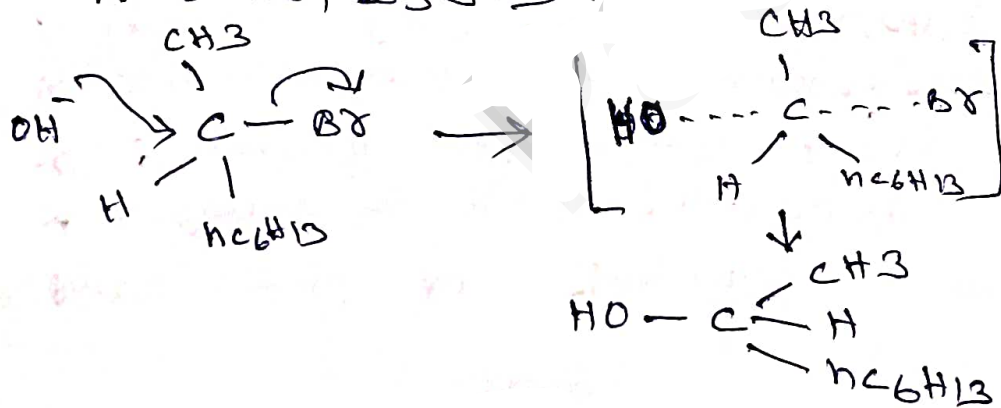 CH3
OH⁻ C — Br
H
nC6H13
CH3
HO ---- C ---- Br
H nC6H13
CH3
HO — C — H
nC6H13